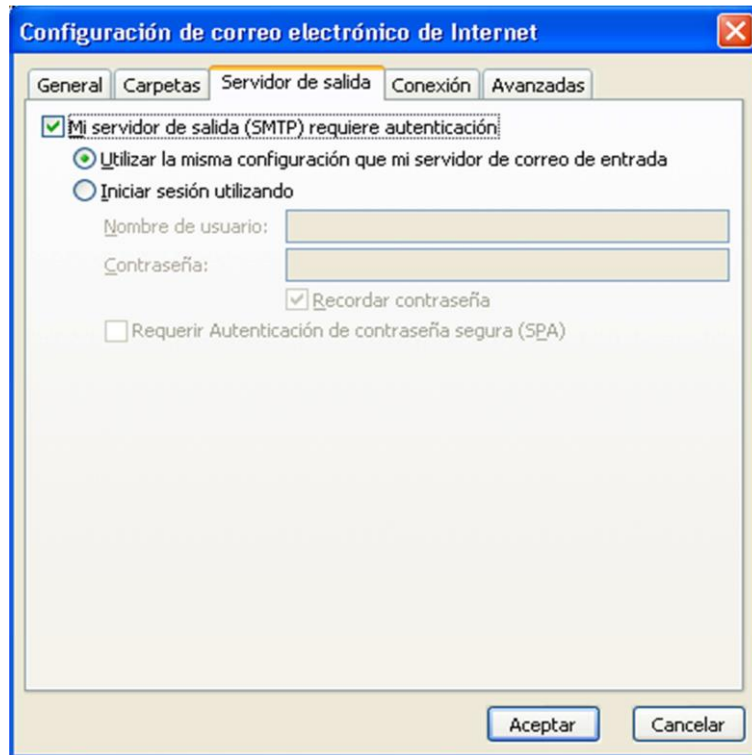 Configuración de correo electrónico de Internet
General Carpetas Servidor de salida Conexión Avanzadas
Mi servidor de salida (SMTP) requiere autenticación
Utilizar la misma configuración que mi servidor de correo de entrada
Iniciar sesión utilizando
Nombre de usuario:
Contraseña:
Recordar contraseña
Requerir Autenticación de contraseña segura (SPA)
Aceptar Cancelar